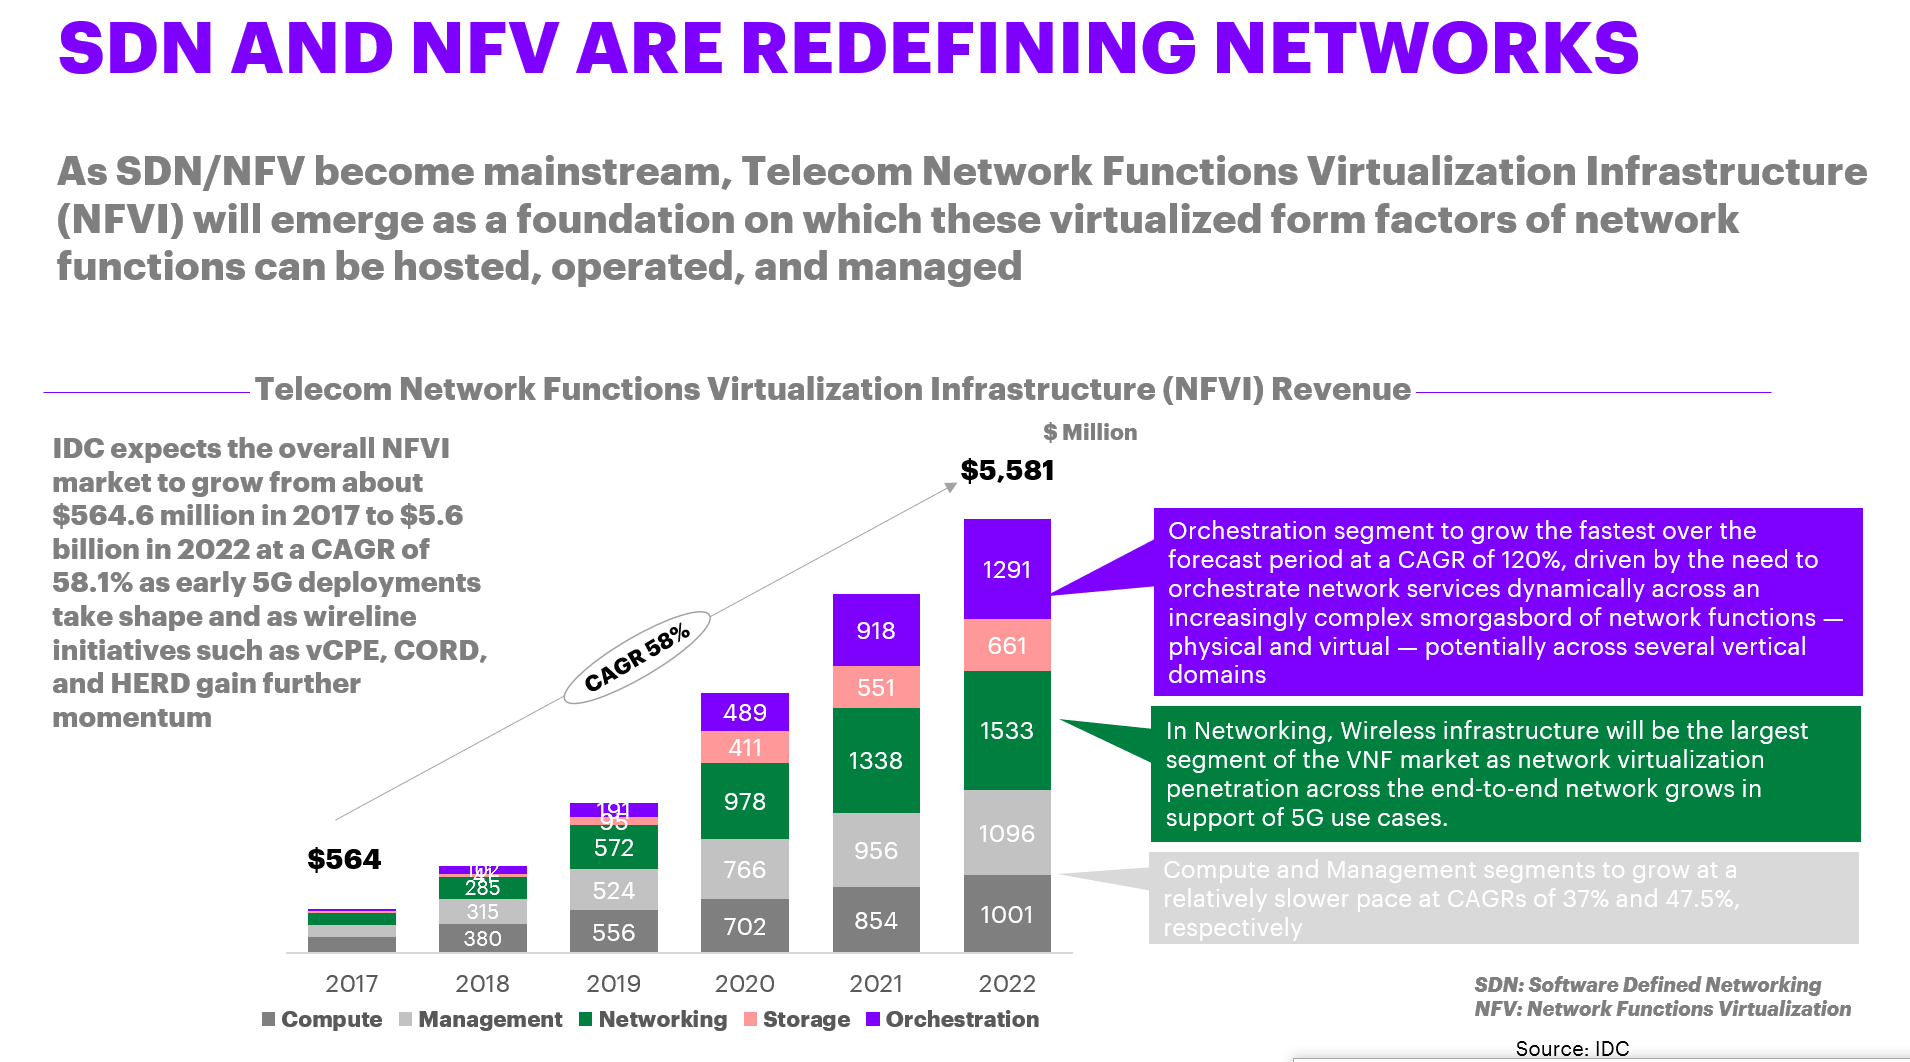 SDN AND NFV ARE REDEFINING NETWORKS
As SDN/NFV become mainstream, Telecom Network Functions Virtualization Infrastructure
(NFVI) will emerge as a foundation on which these virtualized form factors of network
functions can be hosted, operated, and managed
Telecom Network Functions Virtualization Infrastructure (NFVI) Revenue
IDC expects the overall NFVI
market to grow from about
$564.6 million in 2017 to $5.6
billion in 2022 at a CAGR of
58.1% as early 5G deployments
take shape and as wireline
initiatives such as vCPE, CORD,
and HERD gain further
momentum
$ Million
$5,581
CAGR 58%
$564
285
315
380
191
95
572
524
556
489
411
978
766
702
918
551
1338
956
854
1291
661
1533
1096
1001
2017
2018
2019
2020
2021
2022
Compute
Management
Networking
Storage
Orchestration
Orchestration segment to grow the fastest over the
forecast period at a CAGR of 120%, driven by the need to
orchestrate network services dynamically across an
increasingly complex smorgasbord of network functions —
physical and virtual — potentially across several vertical
domains
In Networking, Wireless infrastructure will be the largest
segment of the VNF market as network virtualization
penetration across the end-to-end network grows in
support of 5G use cases.
Compute and Management segments to grow at a
relatively slower pace at CAGRs of 37% and 47.5%,
respectively
SDN: Software Defined Networking
NFV: Network Functions Virtualization
Source: IDC